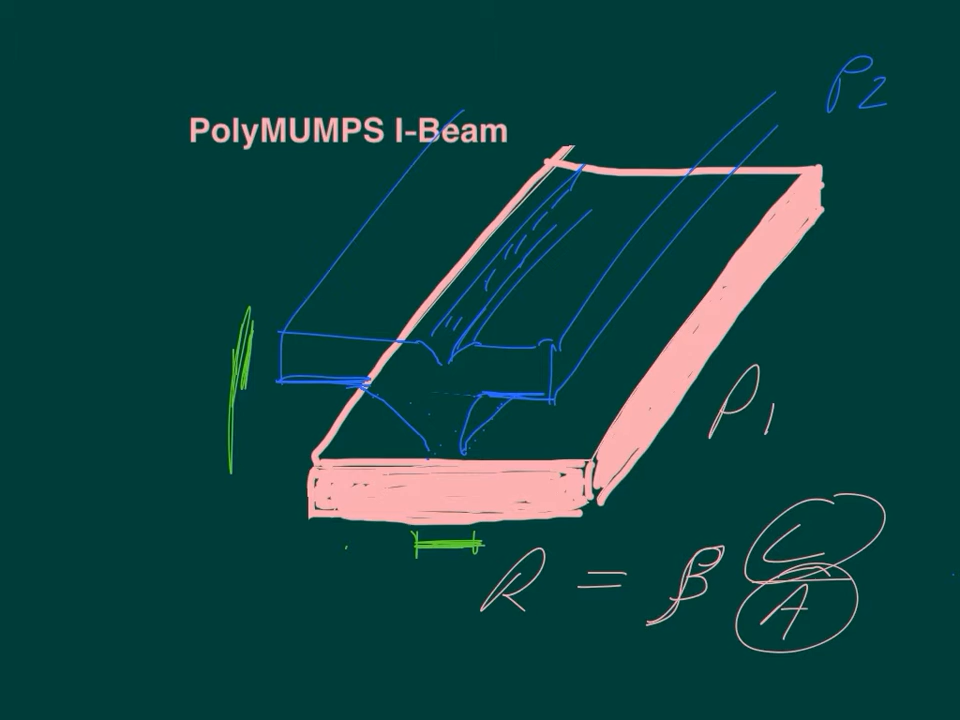 P2
PolyMUMPS I-Beam
P1
R = β L/A